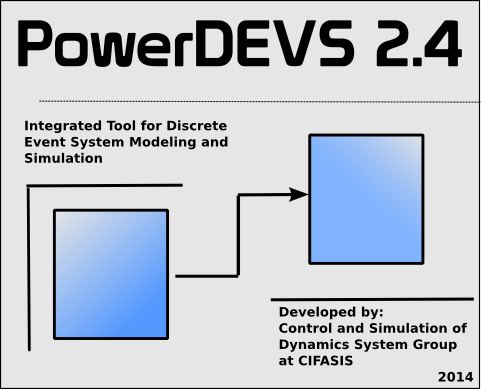 PowerDEVS 2.4
Integrated Tool for Discrete
Event System Modeling and
Simulation
Developed by:
Control and Simulation of
Dynamics System Group
at CIFASIS
2014